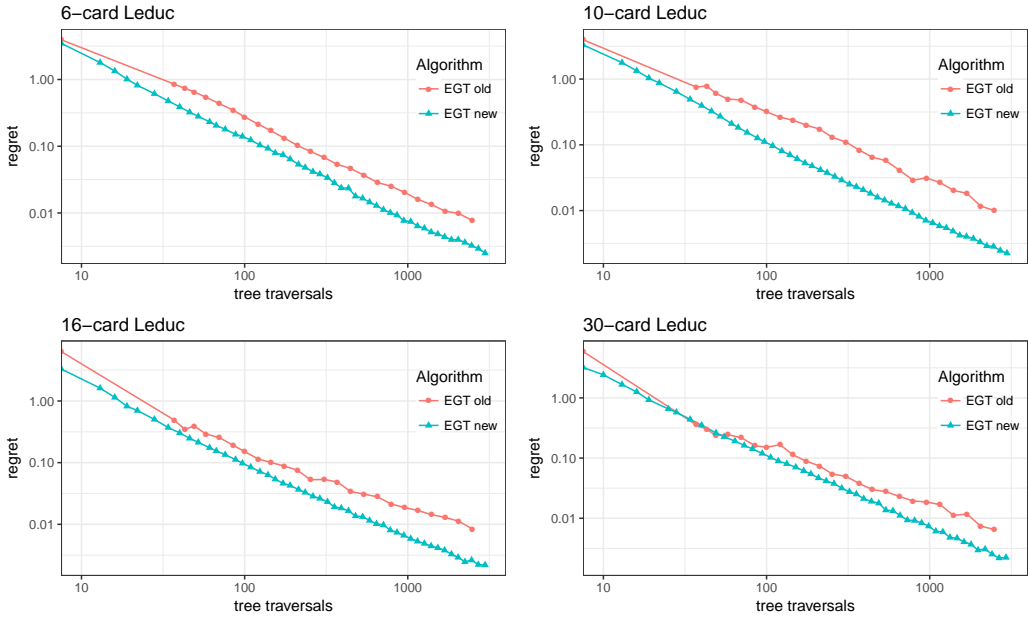 6−card Leduc
regret
1.00
0.10
0.01
10
100
1000
tree traversals
Algorithm
EGT old
EGT new
10−card Leduc
regret
1.00
0.10
0.01
10
100
1000
tree traversals
Algorithm
EGT old
EGT new
16−card Leduc
regret
1.00
0.10
0.01
10
100
1000
tree traversals
Algorithm
EGT old
EGT new
30−card Leduc
regret
1.00
0.10
0.01
10
100
1000
tree traversals
Algorithm
EGT old
EGT new